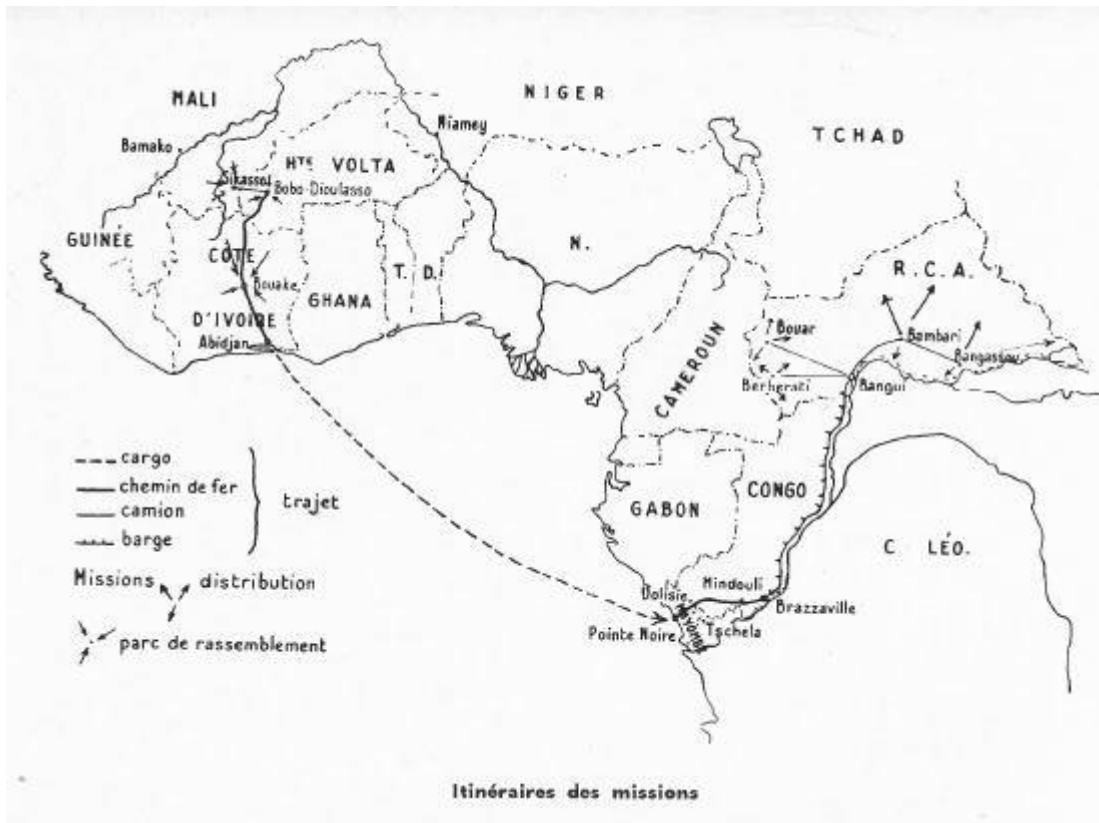 NIGER
MALI
TCHAD
Niamey
Bamako
Hᵗᵉ VOLTA
Sikasso
Bobo-Dioulasso
GUINÉE
CÔTE
N.
R.C.A.
T.
D.
Bouake
GHANA
D'IVOIRE
Abidjan
CAMEROUN
Bouar
Bambari
Bangassou
Berberati
Bangui
cargo
chemin de fer
camion
barge
trajet
GABON
CONGO
C. LÉO.
Missions
distribution
parc de rassemblement
Dolisie
Mindouli
Brazzaville
Pointe Noire
Tschela
Itinéraires des missions